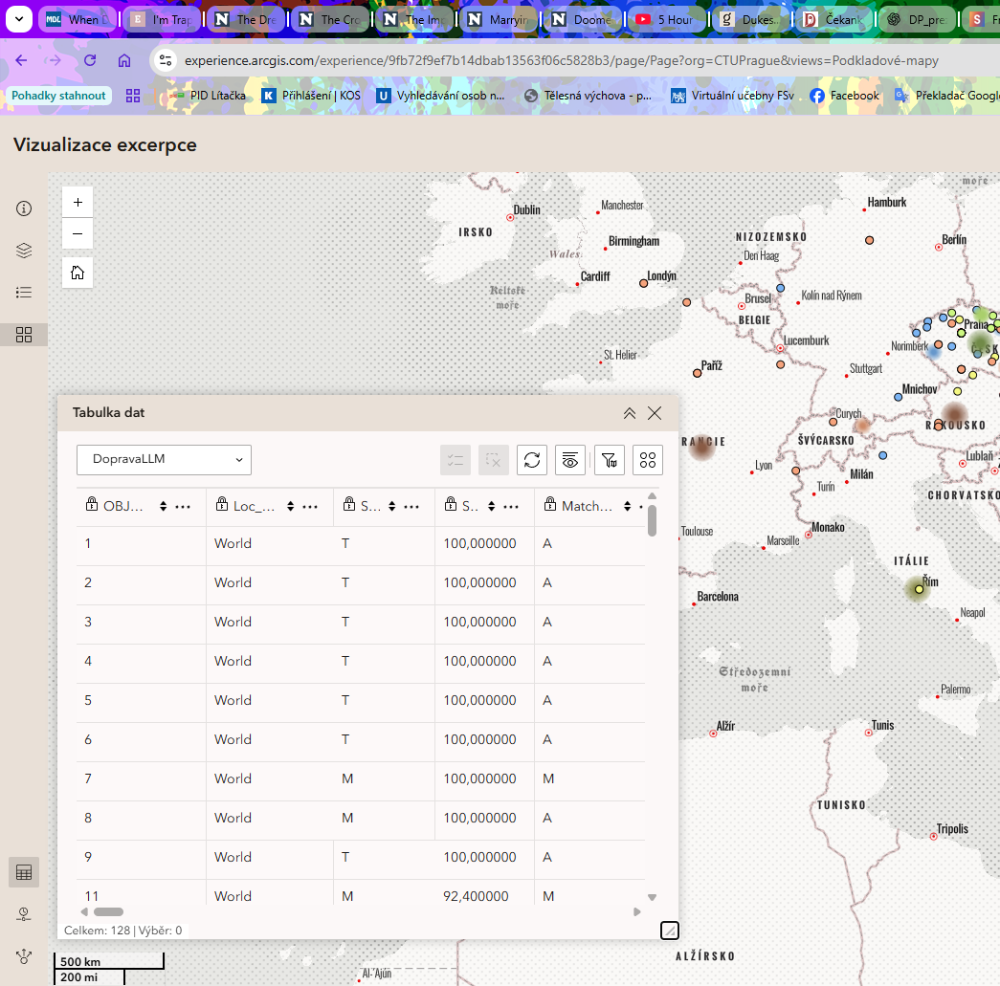 When D
I'm Trap
The Dre
The Cro
The Imp
Marryin
Doome
5 Hour
Dukes
Čekank
DP_pre
experience.arcgis.com/experience/9fb72f9ef7b14dbab13563f06c5828b3/page/Page?org=CTUPrague&views=Podkladové-mapy
Pohádky stáhnout
PID Lítačka
Přihlášení | KOS
Vyhledávání osob n...
Tělesná výchova - p...
Virtuální učebny FSv
Facebook
Překladač Google
Vizualizace excerpce
+
−
moře
Hamburk
Dublin
Manchester
IRSKO
Birmingham
NIZOZEMSKO
Berlín
Wales
Den Haag
Cardiff
Londýn
Keltské
moře
Brusel
Kolín nad Rýnem
BELGIE
Praha
Lucemburk
Norimberk
ČESK
St. Helier
Paříž
Stuttgart
Mnichov
Curych
RAKOUSKO
ŠVÝCARSKO
RANCIE
Lublaň
Lyon
Milán
Turín
CHORVATSKO
Toulouse
Monako
Marseille
ITÁLIE
Řím
Barcelona
Neapol
Středozemní
moře
Palermo
Alžír
Tunis
TUNISKO
Tripolis
ALŽÍRSKO
Al-'Ajún
Tabulka dat
DopravaLLM
OBJ... Loc_... S... S.. Match...
1 World T 100,000000 A
2 World T 100,000000 A
3 World T 100,000000 A
4 World T 100,000000 A
5 World T 100,000000 A
6 World T 100,000000 A
7 World M 100,000000 M
8 World M 100,000000 A
9 World T 100,000000 A
11 World M 92,400000 M
Celkem: 128 | Výběr: 0
500 km
200 mi